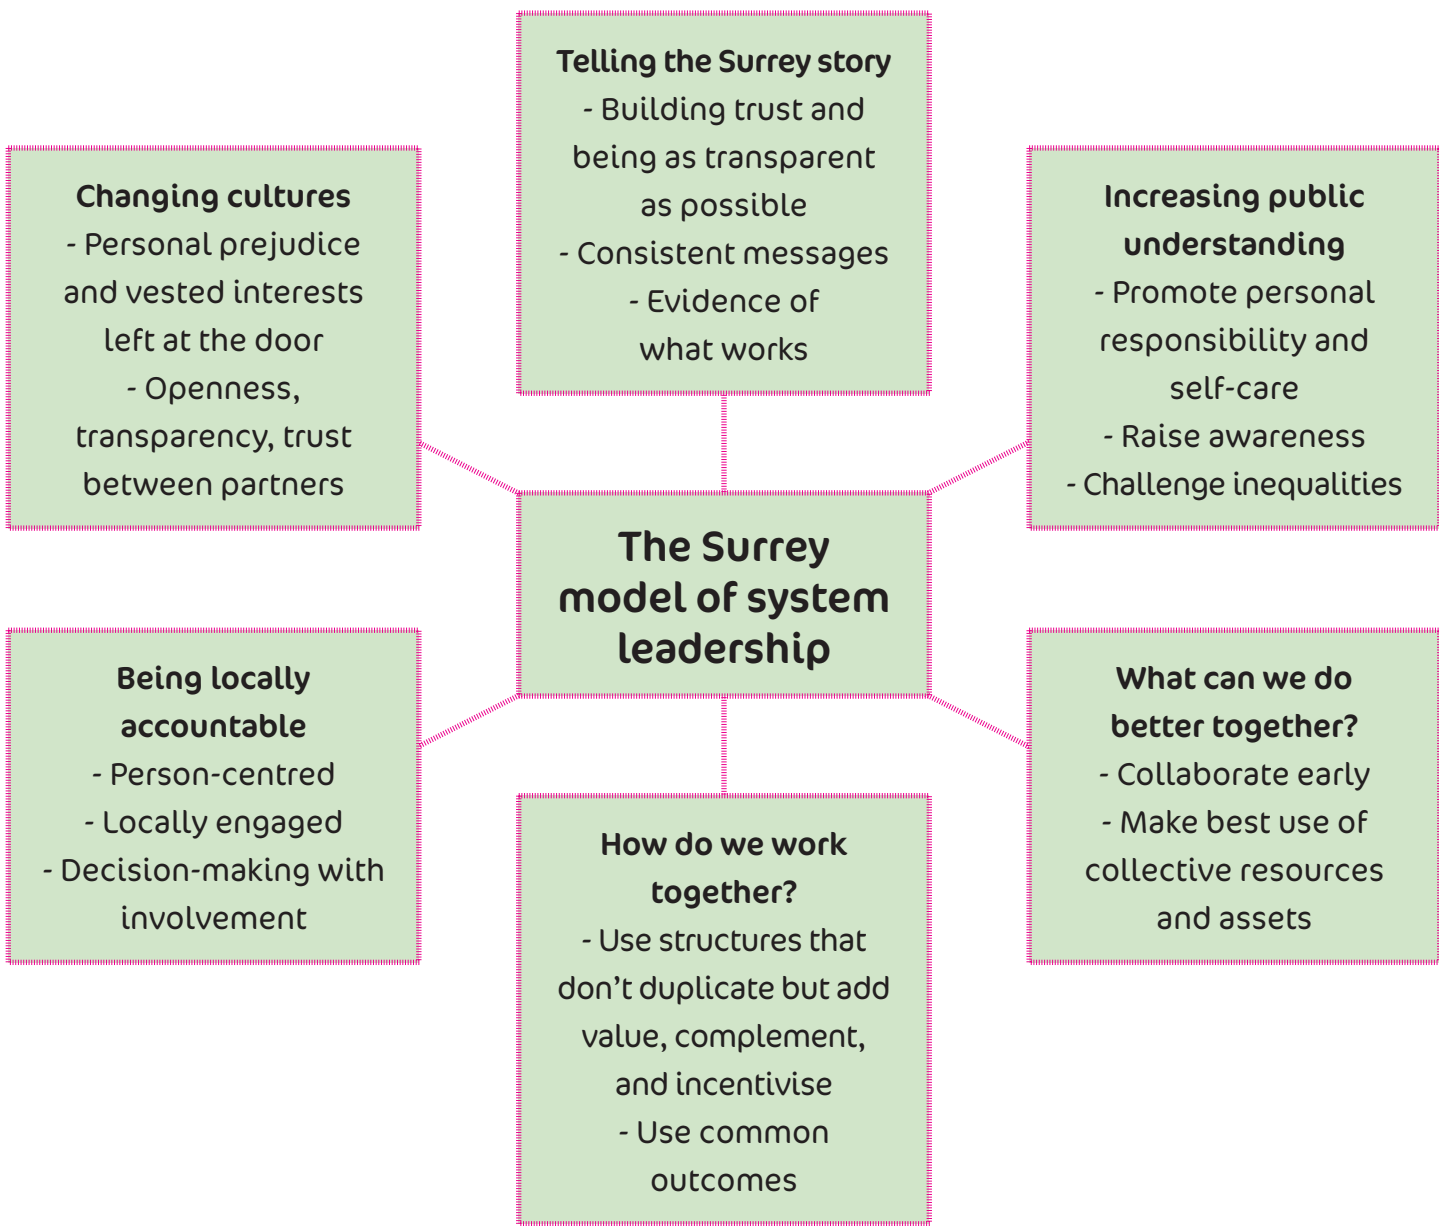 Telling the Surrey story
- Building trust and
being as transparent
as possible
- Consistent messages
- Evidence of
what works
Changing cultures
- Personal prejudice
and vested interests
left at the door
- Openness,
transparency, trust
between partners
Increasing public
understanding
- Promote personal
responsibility and
self-care
- Raise awareness
- Challenge inequalities
The Surrey
model of system
leadership
Being locally
accountable
- Person-centred
- Locally engaged
- Decision-making with
involvement
How do we work
together?
- Use structures that
don’t duplicate but add
value, complement,
and incentivise
- Use common
outcomes
What can we do
better together?
- Collaborate early
- Make best use of
collective resources
and assets